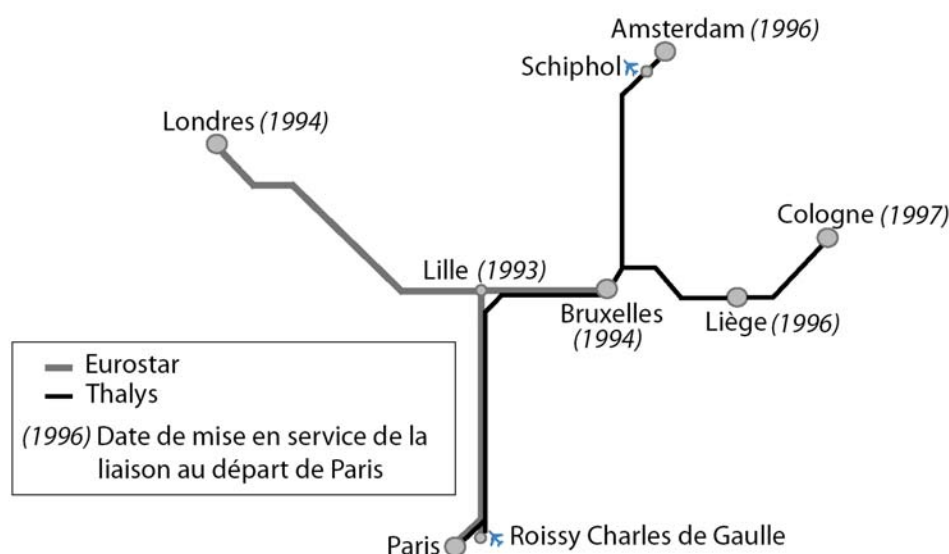 Amsterdam (1996)
Schiphol
Londres (1994)
Cologne (1997)
Lille (1993)
Bruxelles
(1994)
Liège (1996)
Eurostar
Thalys
(1996) Date de mise en service de la
liaison au départ de Paris
Roissy Charles de Gaulle
Paris